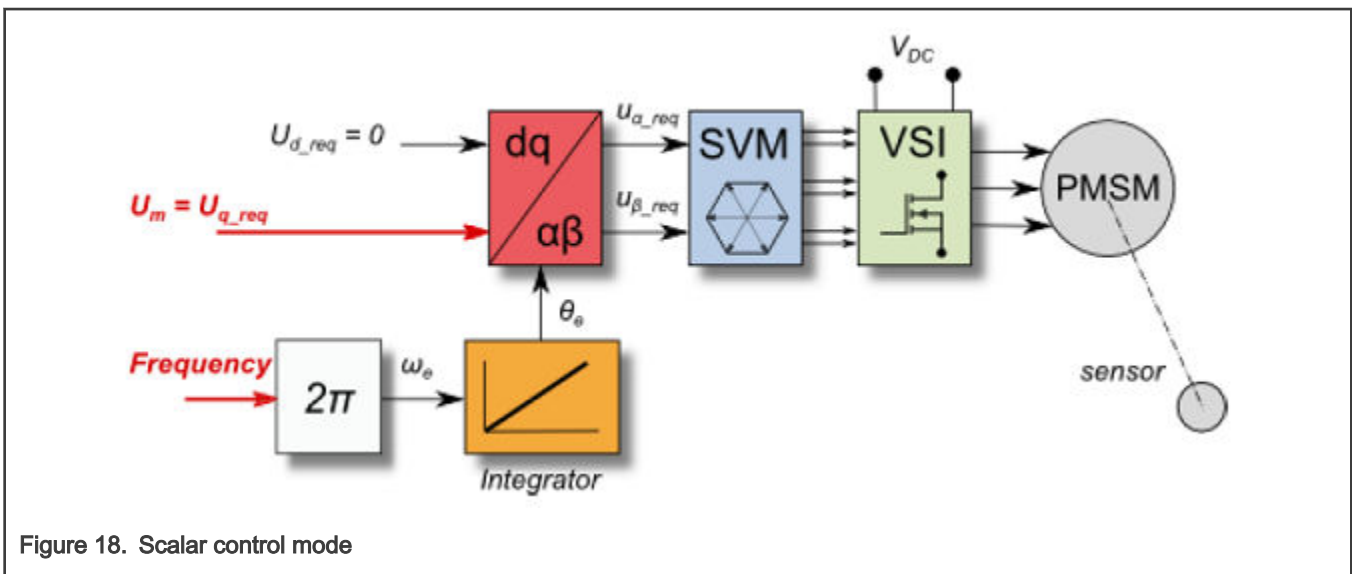 V_DC
U_d_req = 0
dq
u_α_req
SVM
VSI
PMSM
U_m = U_q_req
αβ
u_β_req
θ_e
Frequency
2π
ω_e
sensor
Integrator
Figure 18. Scalar control mode